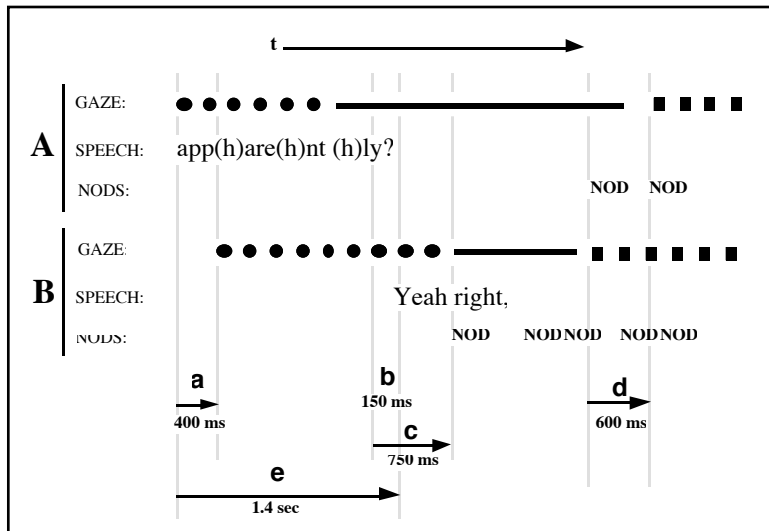 t
GAZE:
A
SPEECH: app(h)are(h)nt (h)ly?
NODS: NOD NOD
GAZE:
B
SPEECH: Yeah right,
NODS: NOD NOD NOD NOD NOD
a
400 ms
b
150 ms
c
750 ms
d
600 ms
e
1.4 sec